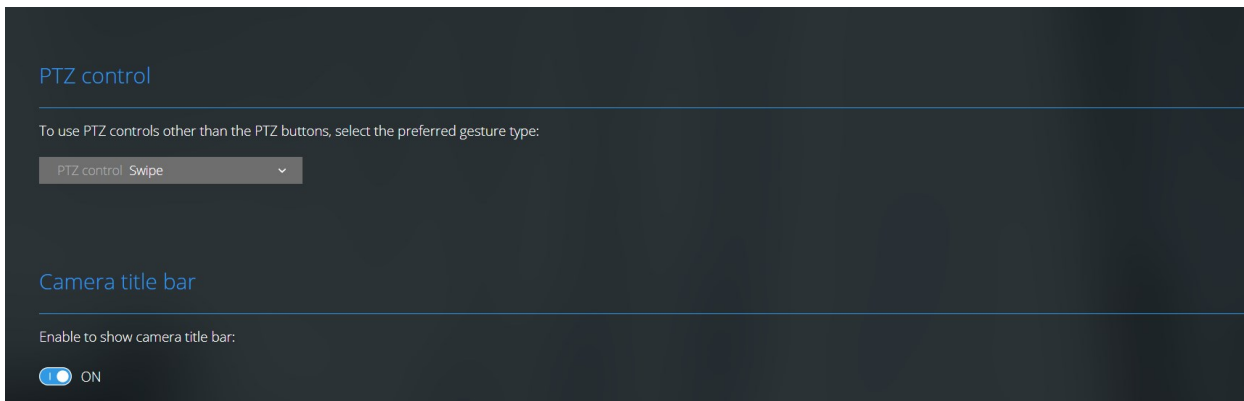 PTZ control
To use PTZ controls other than the PTZ buttons, select the preferred gesture type:
PTZ control Swipe
Camera title bar
Enable to show camera title bar:
ON